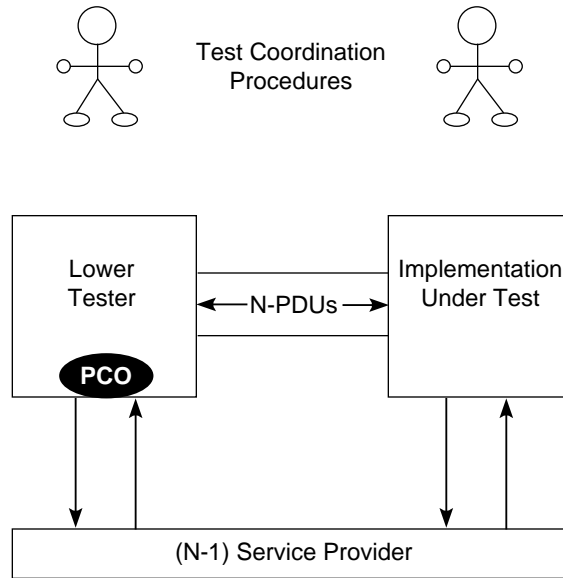 Test Coordination
Procedures
Lower
Tester
Implementation
Under Test
N-PDUs
PCO
(N-1) Service Provider